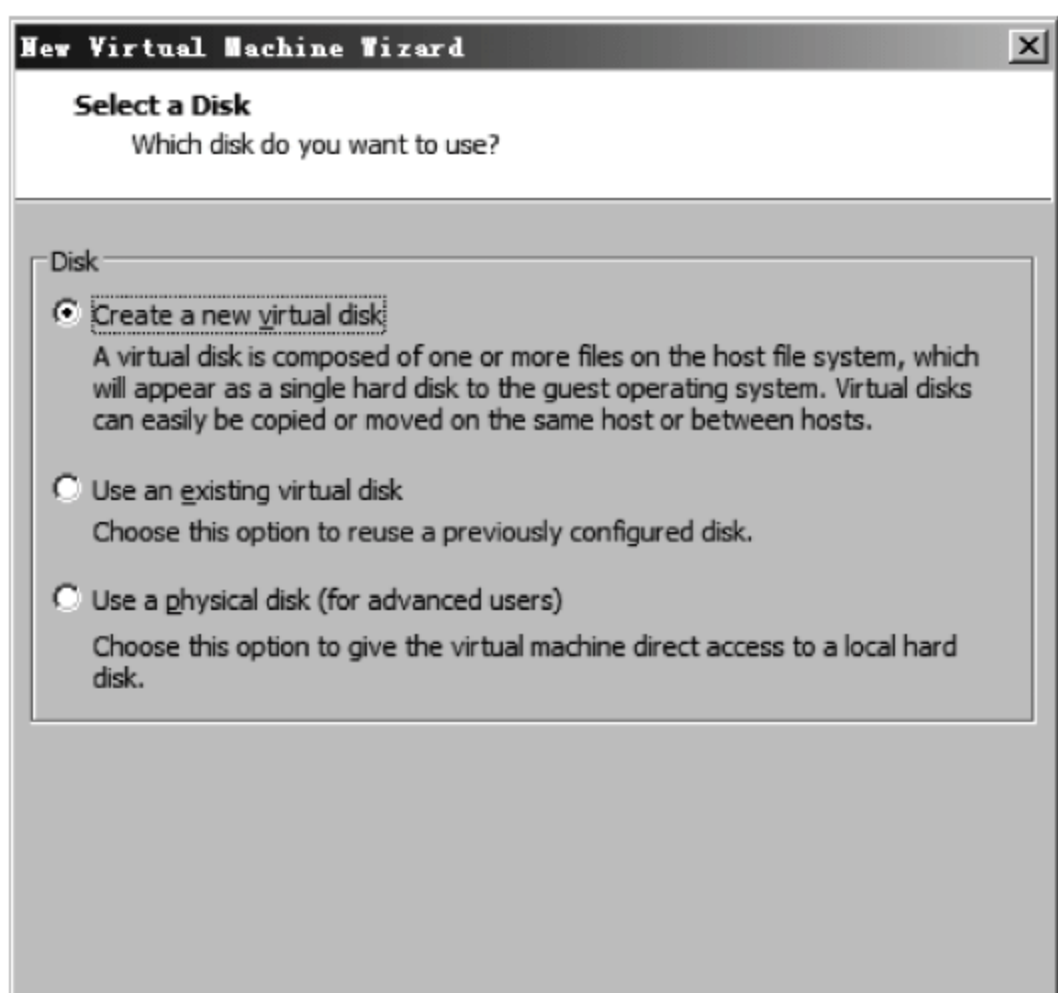 New Virtual Machine Wizard
Select a Disk
Which disk do you want to use?
Disk
Create a new virtual disk
A virtual disk is composed of one or more files on the host file system, which
will appear as a single hard disk to the guest operating system. Virtual disks
can easily be copied or moved on the same host or between hosts.
Use an existing virtual disk
Choose this option to reuse a previously configured disk.
Use a physical disk (for advanced users)
Choose this option to give the virtual machine direct access to a local hard
disk.